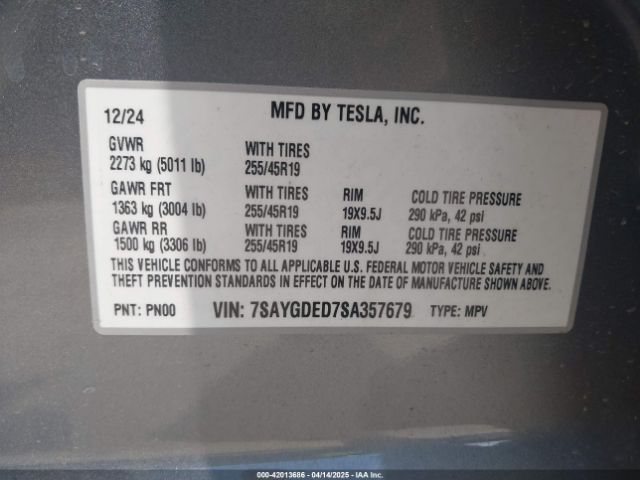 12/24 MFD BY TESLA, INC.
GVWR WITH TIRES
2273 kg (5011 lb) 255/45R19
GAWR FRT WITH TIRES RIM COLD TIRE PRESSURE
1363 kg (3004 lb) 255/45R19 19X9.5J 290 kPa, 42 psi
GAWR RR WITH TIRES RIM COLD TIRE PRESSURE
1500 kg (3306 lb) 255/45R19 19X9.5J 290 kPa, 42 psi
THIS VEHICLE CONFORMS TO ALL APPLICABLE U.S. FEDERAL MOTOR VEHICLE SAFETY AND
THEFT PREVENTION STANDARDS IN EFFECT ON THE DATE OF MANUFACTURE SHOWN ABOVE.
PNT: PN00 VIN: 7SAYGDED7SA357679 TYPE: MPV
000-42013686 - 04/14/2025 - IAAI.CA